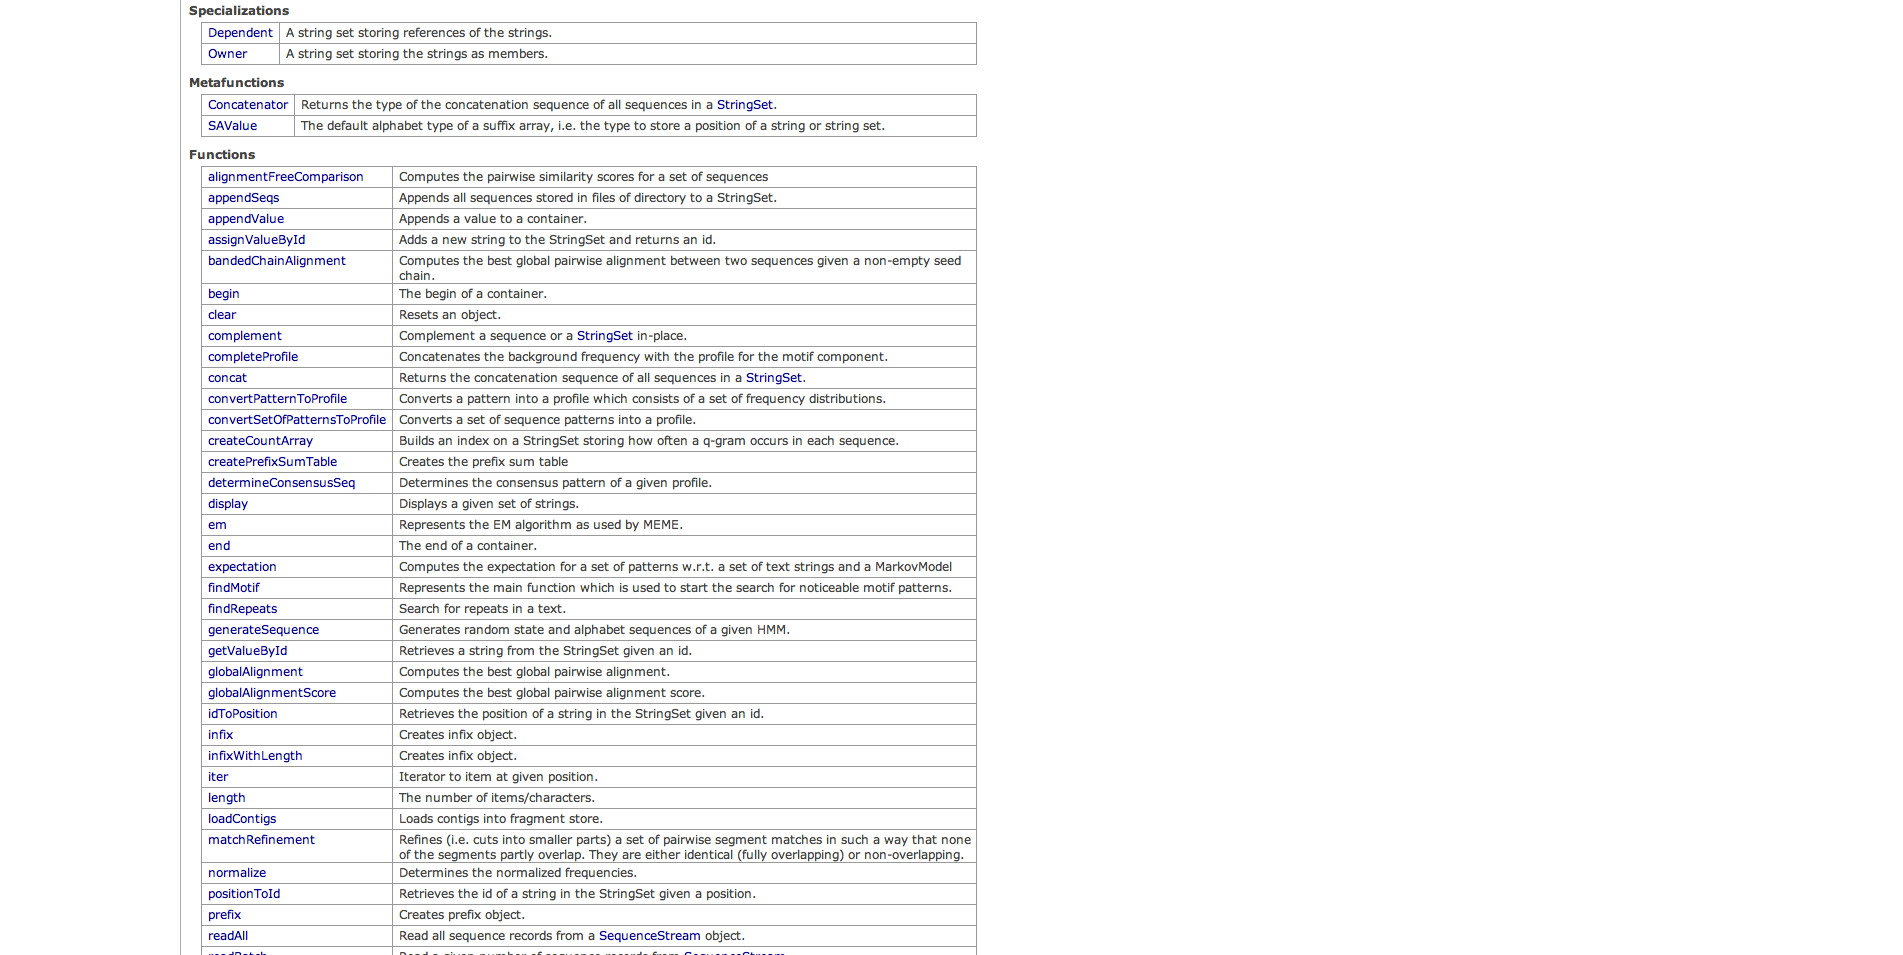 Specializations
Dependent A string set storing references of the strings.
Owner A string set storing the strings as members.
Metafunctions
Concatenator Returns the type of the concatenation sequence of all sequences in a StringSet.
SAValue The default alphabet type of a suffix array, i.e. the type to store a position of a string or string set.
Functions
alignmentFreeComparison Computes the pairwise similarity scores for a set of sequences
appendSeqs Appends all sequences stored in files of directory to a StringSet.
appendValue Appends a value to a container.
assignValueById Adds a new string to the StringSet and returns an id.
bandedChainAlignment Computes the best global pairwise alignment between two sequences given a non-empty seed
chain.
begin The begin of a container.
clear Resets an object.
complement Complement a sequence or a StringSet in-place.
completeProfile Concatenates the background frequency with the profile for the motif component.
concat Returns the concatenation sequence of all sequences in a StringSet.
convertPatternToProfile Converts a pattern into a profile which consists of a set of frequency distributions.
convertSetOfPatternsToProfile Converts a set of sequence patterns into a profile.
createCountArray Builds an index on a StringSet storing how often a q-gram occurs in each sequence.
createPrefixSumTable Creates the prefix sum table
determineConsensusSeq Determines the consensus pattern of a given profile.
display Displays a given set of strings.
em Represents the EM algorithm as used by MEME.
end The end of a container.
expectation Computes the expectation for a set of patterns w.r.t. a set of text strings and a MarkovModel
findMotif Represents the main function which is used to start the search for noticeable motif patterns.
findRepeats Search for repeats in a text.
generateSequence Generates random state and alphabet sequences of a given HMM.
getValueById Retrieves a string from the StringSet given an id.
globalAlignment Computes the best global pairwise alignment.
globalAlignmentScore Computes the best global pairwise alignment score.
idToPosition Retrieves the position of a string in the StringSet given an id.
infix Creates infix object.
infixWithLength Creates infix object.
iter Iterator to item at given position.
length The number of items/characters.
loadContigs Loads contigs into fragment store.
matchRefinement Refines (i.e. cuts into smaller parts) a set of pairwise segment matches in such a way that none
of the segments partly overlap. They are either identical (fully overlapping) or non-overlapping.
normalize Determines the normalized frequencies.
positionToId Retrieves the id of a string in the StringSet given a position.
prefix Creates prefix object.
readAll Read all sequence records from a SequenceStream object.
readBatch Read a given number of sequence records from SequenceStream